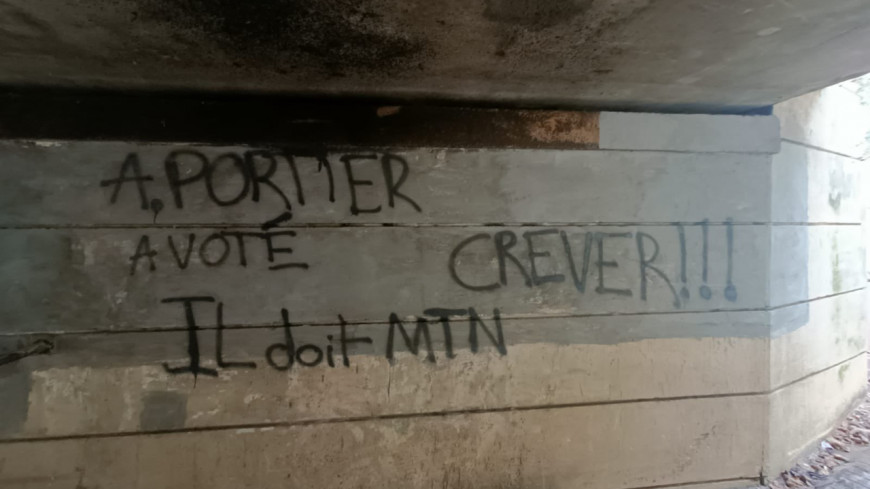 A.PORTIER
A VOTÉ
CREVER!!!
IL doit MTN